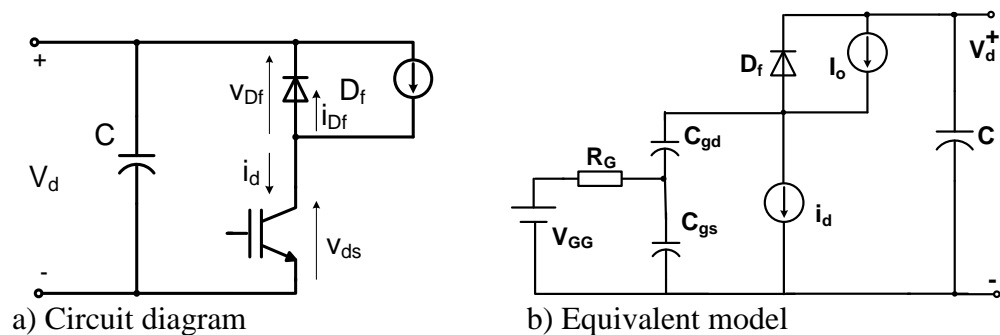 +
C
V_d
-
v_Df
D_f
i_Df
i_d
v_ds
a) Circuit diagram
D_f
I_o
V_d
+
C_gd
R_G
C
V_GG
C_gs
i_d
-
b) Equivalent model